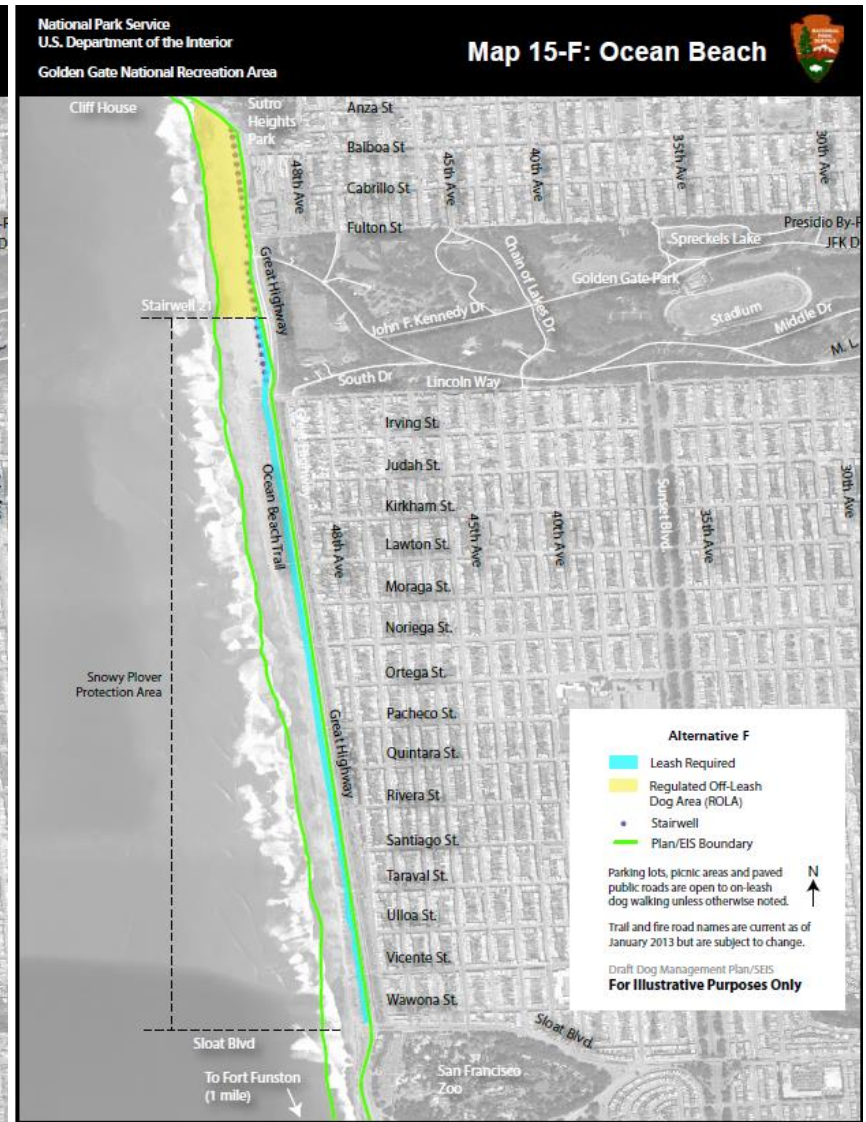 National Park Service
U.S. Department of the Interior
Golden Gate National Recreation Area
Map 15-F: Ocean Beach
NATIONAL
PARK
SERVICE
Cliff House
Sutro
Heights
Park
Anza St
Balboa St
Cabrillo St
Fulton St
48th Ave
45th Ave
40th Ave
35th Ave
30th Ave
Presidio By-P
JFK D
Spreckels Lake
Golden Gate Park
Chain of Lakes Dr
Great Highway
Stairwell 21
John F. Kennedy Dr
Stadium
Middle Dr
M. L.
South Dr
Lincoln Way
Irving St.
Judah St.
Kirkham St.
Lawton St.
Moraga St.
Noriega St.
Ortega St.
Pacheco St.
Quintara St.
Rivera St
Santiago St.
Taraval St.
Ulloa St.
Vicente St.
Wawona St.
Ocean Beach Trail
48th Ave
45th Ave
40th Ave
Sunset Blvd.
35th Ave
30th Ave
Great Highway
Snowy Plover
Protection Area
Sloat Blvd
Sloat Blvd.
To Fort Funston
(1 mile)
San Francisco
Zoo
Alternative F
Leash Required
Regulated Off-Leash
Dog Area (ROLA)
Stairwell
Plan/EIS Boundary
Parking lots, picnic areas and paved
public roads are open to on-leash
dog walking unless otherwise noted.
N
Trail and fire road names are current as of
January 2013 but are subject to change.
Draft Dog Management Plan/SEIS
For Illustrative Purposes Only